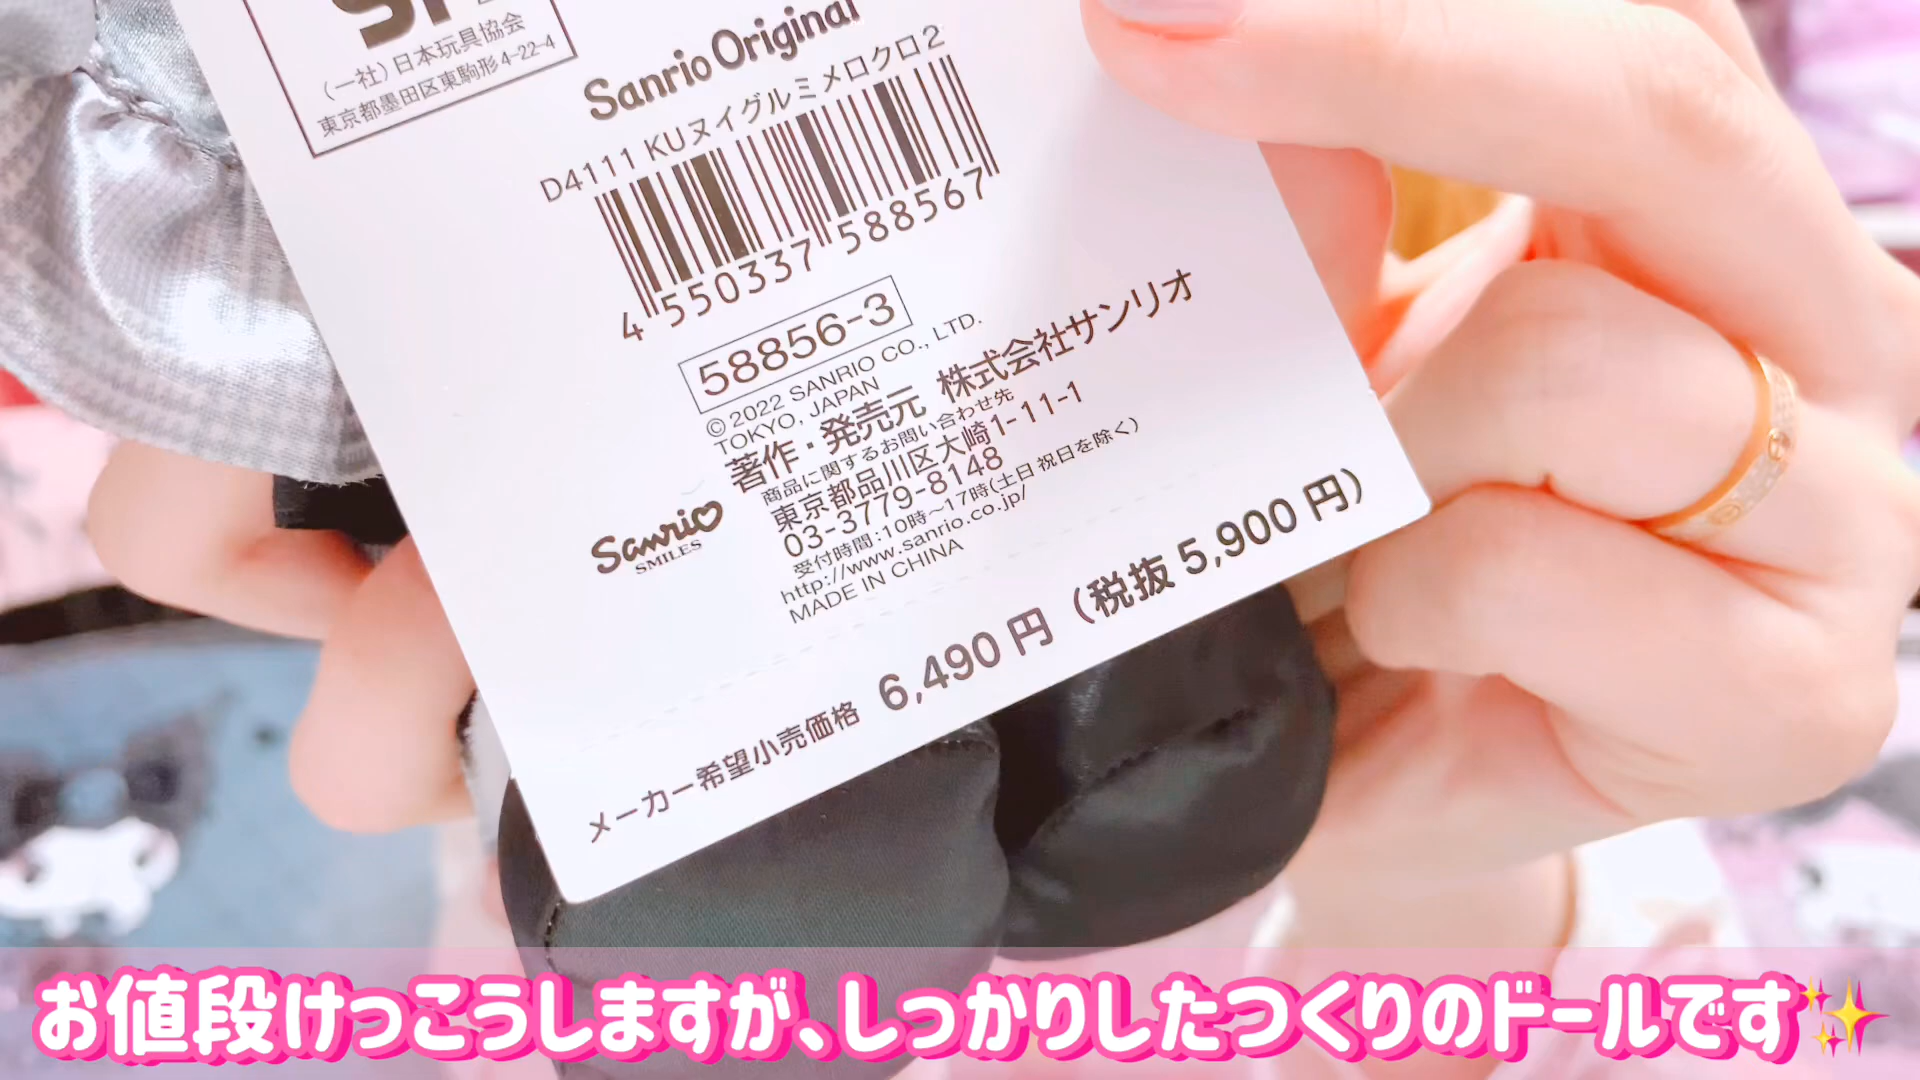 (一社)日本玩具協会
東京都墨田区東駒形4-22-4
Sanrio Original
D4111 KUヌイグルミメロクロ2
4 550337 588567
58856-3
©2022 SANRIO CO., LTD.
TOKYO, JAPAN
著作・発売元 株式会社サンリオ
商品に関するお問い合わせ先
東京都品川区大崎1-11-1
03-3779-8148
受付時間:10時〜17時(土日祝日を除く)
http://www.sanrio.co.jp/
MADE IN CHINA
Sanrio
SMILES
メーカー希望小売価格 6,490円(税抜5,900円)
お値段けっこうしますが、しっかりしたつくりのドールです✨